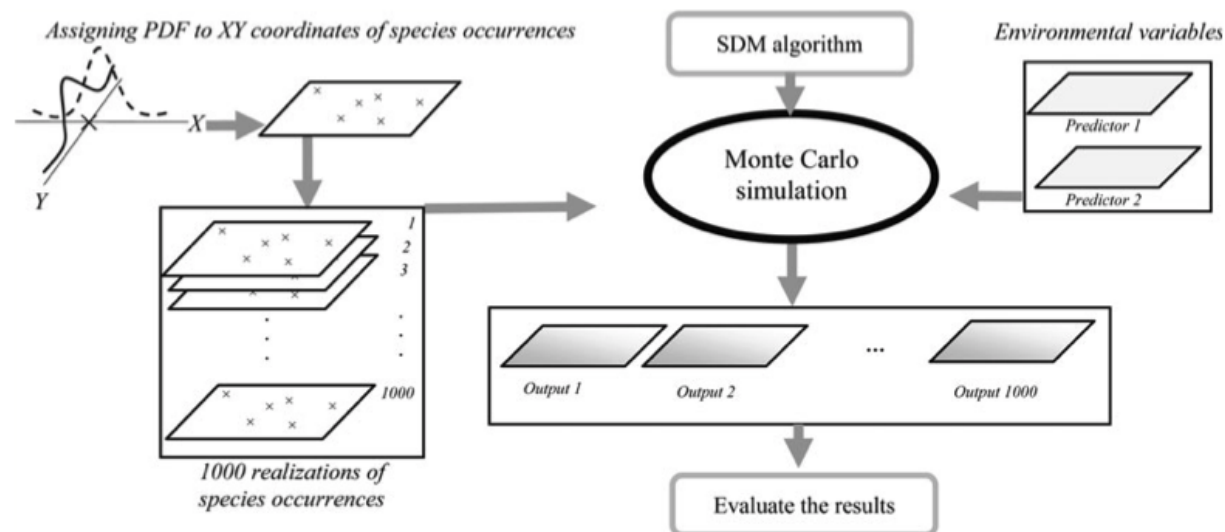 Assigning PDF to XY coordinates of species occurrences
X
Y
1
2
3
.
.
.
.
.
.
1000
1000 realizations of
species occurrences
SDM algorithm
Monte Carlo
simulation
Environmental variables
Predictor 1
Predictor 2
Output 1
Output 2
...
Output 1000
Evaluate the results